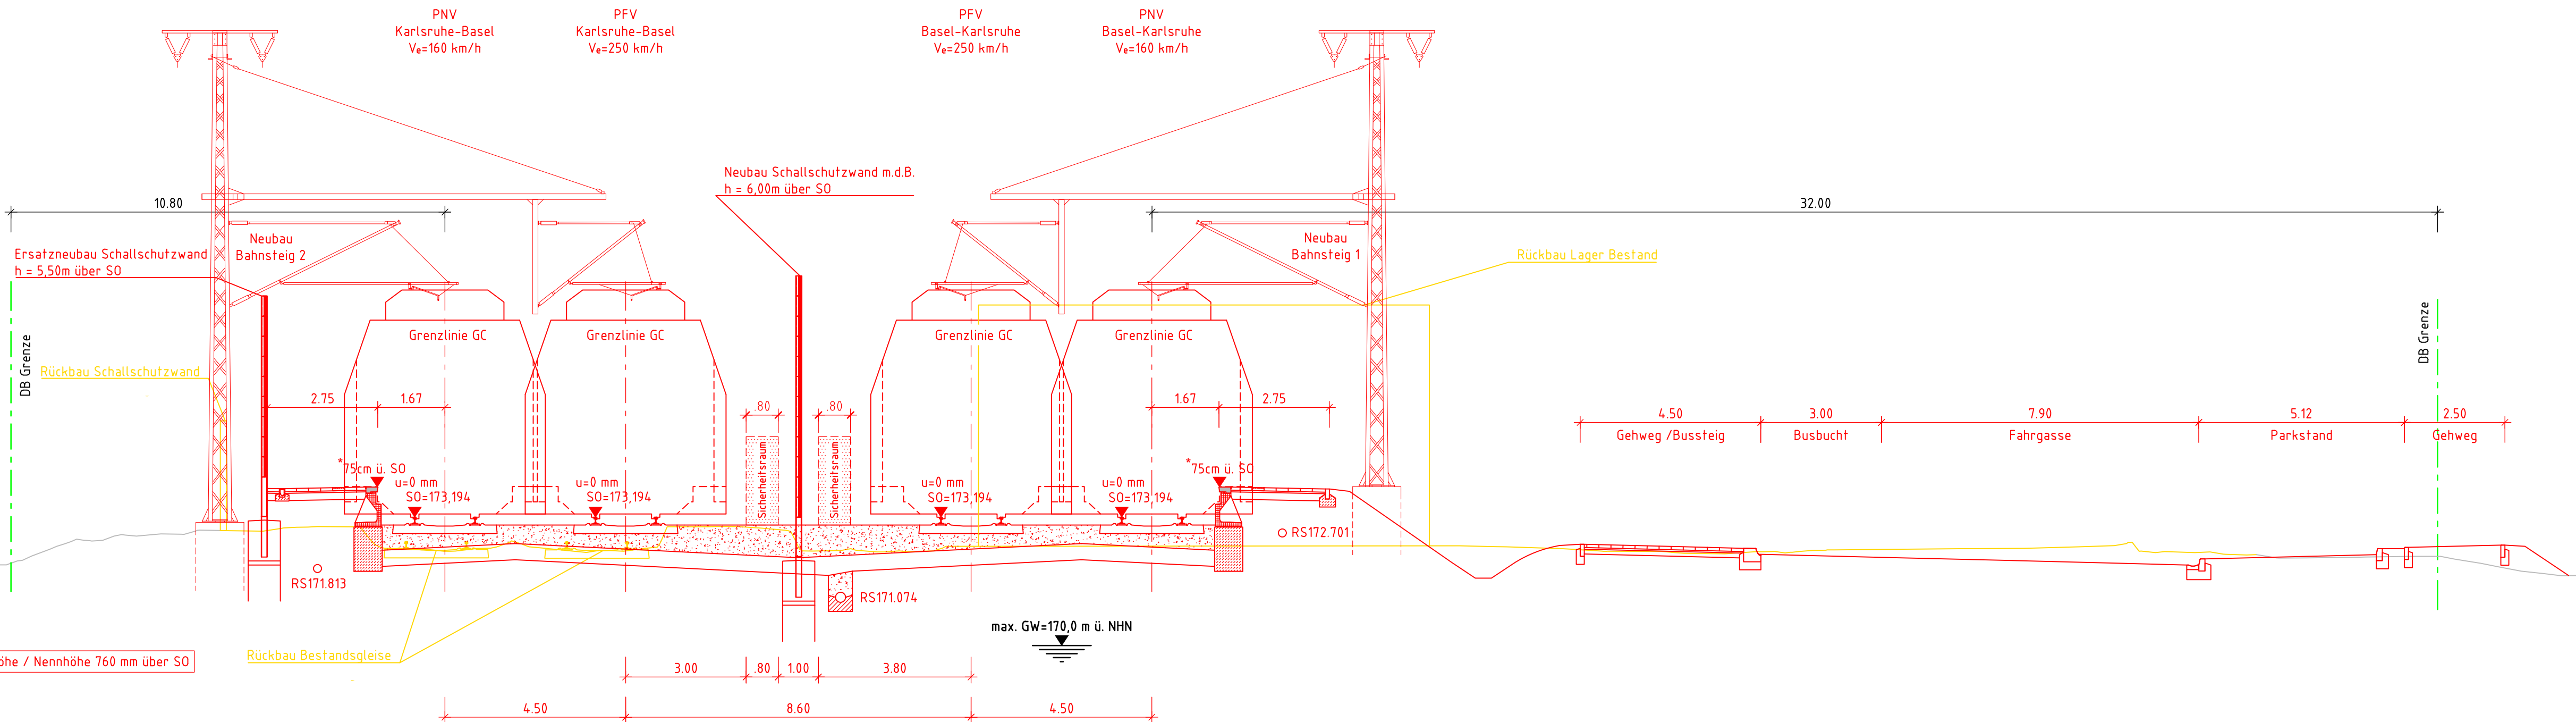 PNV
Karlsruhe-Basel
Ve=160 km/h
PFV
Karlsruhe-Basel
Ve=250 km/h
PFV
Basel-Karlsruhe
Ve=250 km/h
PNV
Basel-Karlsruhe
Ve=160 km/h
Neubau Schallschutzwand m.d.B.
h = 6,00m über SO
10.80
32.00
Neubau
Bahnsteig 2
Neubau
Bahnsteig 1
Ersatzneubau Schallschutzwand
h = 5,50m über SO
Rückbau Lager Bestand
DB Grenze
DB Grenze
Grenzlinie GC
Grenzlinie GC
Grenzlinie GC
Grenzlinie GC
Rückbau Schallschutzwand
2.75
1.67
.80
.80
1.67
2.75
4.50
3.00
7.90
5.12
2.50
Gehweg /Bussteig
Busbucht
Fahrgasse
Parkstand
Gehweg
*75cm ü. SO
*75cm ü. SO
Sicherheitsraum
Sicherheitsraum
u=0 mm
SO=173,194
u=0 mm
SO=173,194
u=0 mm
SO=173,194
u=0 mm
SO=173,194
RS172.701
RS171.813
RS171.074
max. GW=170,0 m ü. NHN
öhe / Nennhöhe 760 mm über SO
Rückbau Bestandsgleise
3.00
.80
1.00
3.80
4.50
8.60
4.50